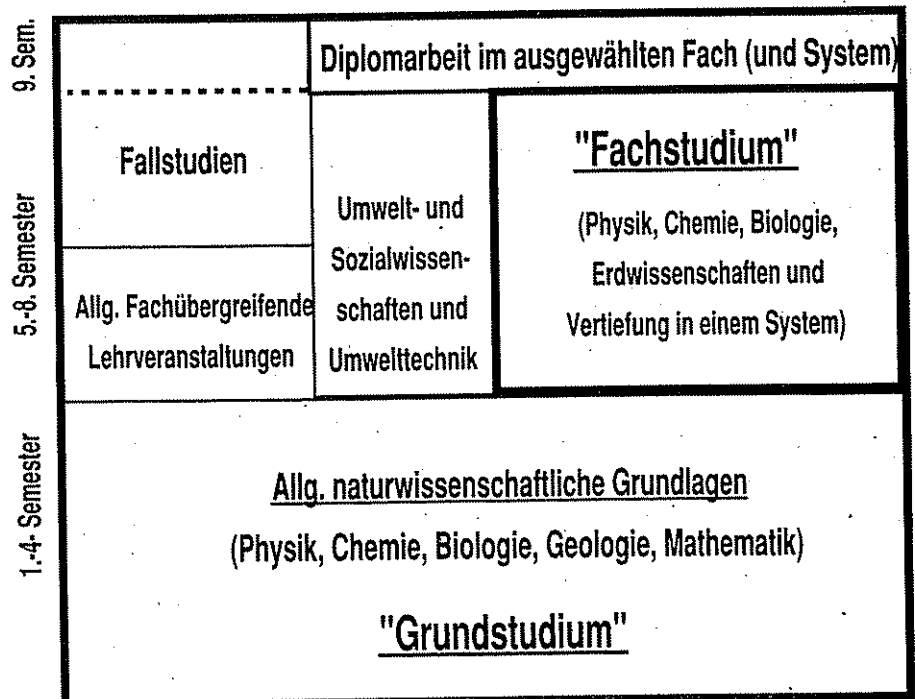 9. Sem.
Diplomarbeit im ausgewählten Fach (und System)
5.-8. Semester
Fallstudien
Allg. Fachübergreifende
Lehrveranstaltungen
Umwelt- und
Sozialwissen-
schaften und
Umwelttechnik
"Fachstudium"
(Physik, Chemie, Biologie,
Erdwissenschaften und
Vertiefung in einem System)
1.-4- Semester
Allg. naturwissenschaftliche Grundlagen
(Physik, Chemie, Biologie, Geologie, Mathematik)
"Grundstudium"